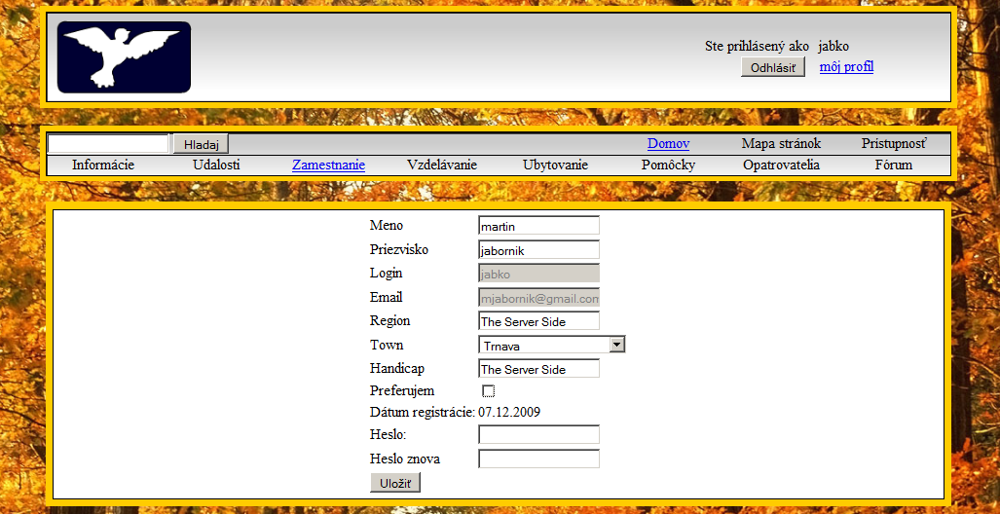 Ste prihlásený ako jabko
Odhlásiť môj profil
Hladaj Domov Mapa stránok Pristupnosť
Informácie Udalosti Zamestnanie Vzdelávanie Ubytovanie Pomôcky Opatrovatelia Fórum
Meno martin
Priezvisko jabornik
Login jabko
Email mjabornik@gmail.com
Region The Server Side
Town Trnava
Handicap The Server Side
Preferujem
Dátum registrácie: 07.12.2009
Heslo:
Heslo znova
Uložiť